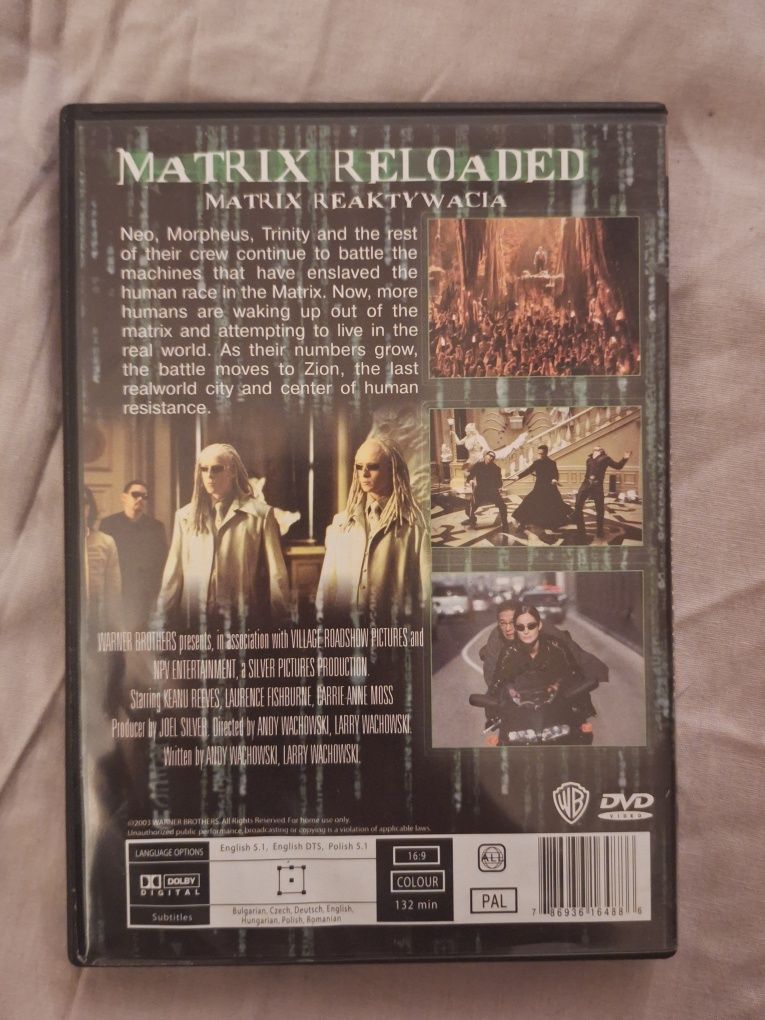 MATRIX RELOADED
MATRIX REAKTYWACIA
Neo, Morpheus, Trinity and the rest
of their crew continue to battle the
machines that have enslaved the
human race in the Matrix. Now, more
humans are waking up out of the
matrix and attempting to live in the
real world. As their numbers grow,
the battle moves to Zion, the last
realworld city and center of human
resistance.
WARNER BROTHERS presents, in association with VILLAGE ROADSHOW PICTURES and
NPV ENTERTAINMENT, a SILVER PICTURES PRODUCTION.
Starring KEANU REEVES, LAURENCE FISHBURNE, CARRIE ANNE MOSS
Producer by JOEL SILVER. Directed by ANDY WACHOWSKI, LARRY WACHOWSKI.
Written by ANDY WACHOWSKI, LARRY WACHOWSKI.
WB
DVD
VIDEO
©2003 WARNER BROTHERS. All Rights Reserved. For home use only.
Unauthorized public performance, broadcasting or copying is a violation of applicable laws.
LANGUAGE OPTIONS
English 5.1, English DTS, Polish 5.1
DOLBY
DIGITAL
Subtitles
Bulgarian, Czech, Deutsch, English,
Hungarian, Polish, Romanian
16:9
COLOUR
132 min
ALL
PAL
7 86936 16488 6